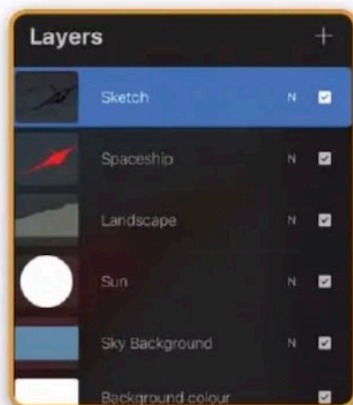 Layers +
Sketch N
Spaceship N
Landscape N
Sun N
Sky Background N
Background colour